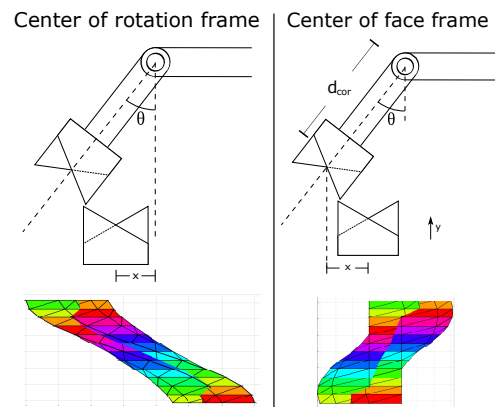 Center of rotation frame
Center of face frame
θ
x
d_cor
θ
x
y